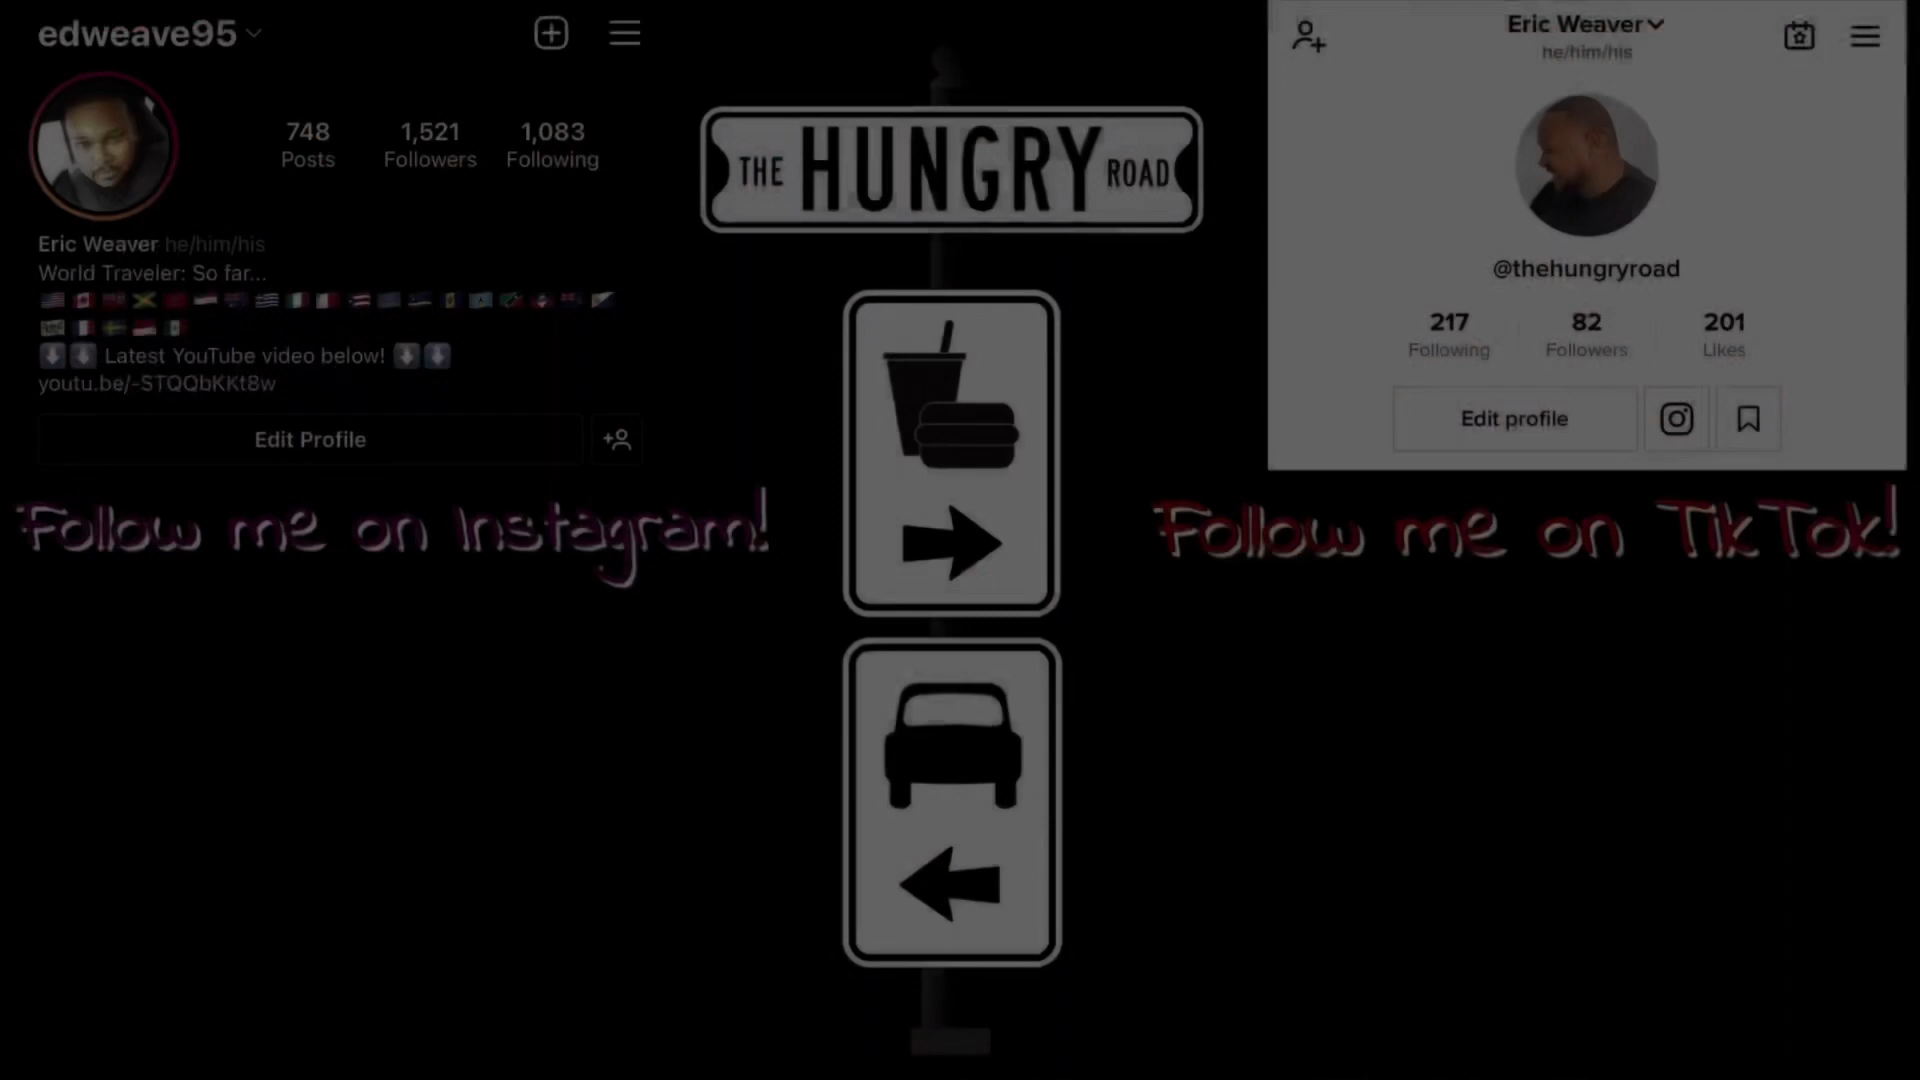 edweave95
748
Posts
1,521
Followers
1,083
Following
Eric Weaver he/him/his
World Traveler: So far...
Latest YouTube video below!
youtu.be/-STQQbKKt8w
Edit Profile
Follow me on Instagram!
THE HUNGRY ROAD
Eric Weaver
he/him/his
@thehungryroad
217
Following
82
Followers
201
Likes
Edit profile
Follow me on TikTok!